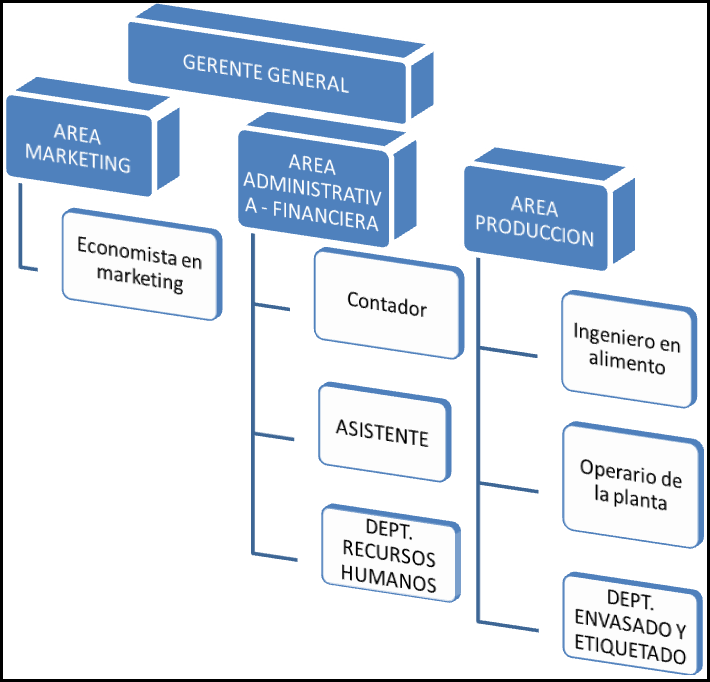 GERENTE GENERAL
AREA
MARKETING
Economista en
marketing
AREA
ADMINISTRATIV
A - FINANCIERA
Contador
ASISTENTE
DEPT.
RECURSOS
HUMANOS
AREA
PRODUCCION
Ingeniero en
alimento
Operario de
la planta
DEPT.
ENVASADO Y
ETIQUETADO